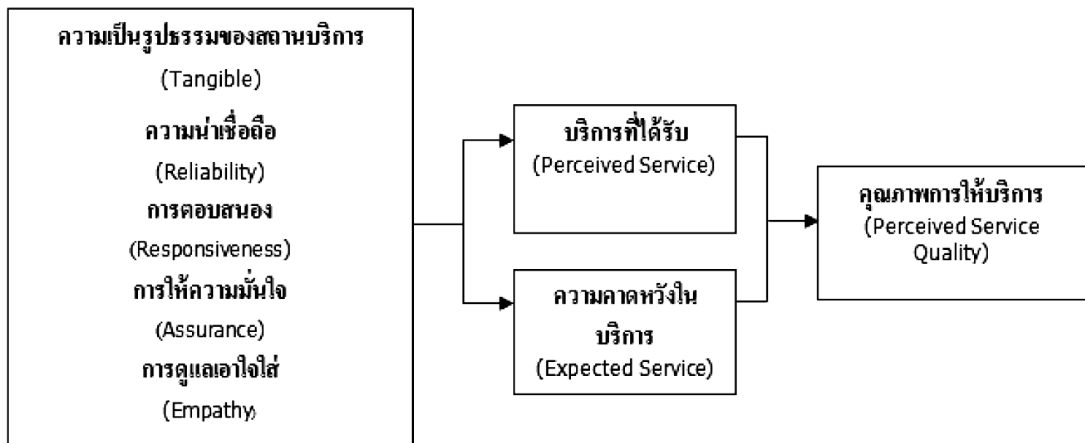 ความเป็นรูปธรรมของสถานบริการ
(Tangible)
ความน่าเชื่อถือ
(Reliability)
การตอบสนอง
(Responsiveness)
การให้ความมั่นใจ
(Assurance)
การดูแลเอาใจใส่
(Empathy)
บริการที่ได้รับ
(Perceived Service)
ความคาดหวังใน
บริการ
(Expected Service)
คุณภาพการให้บริการ
(Perceived Service
Quality)